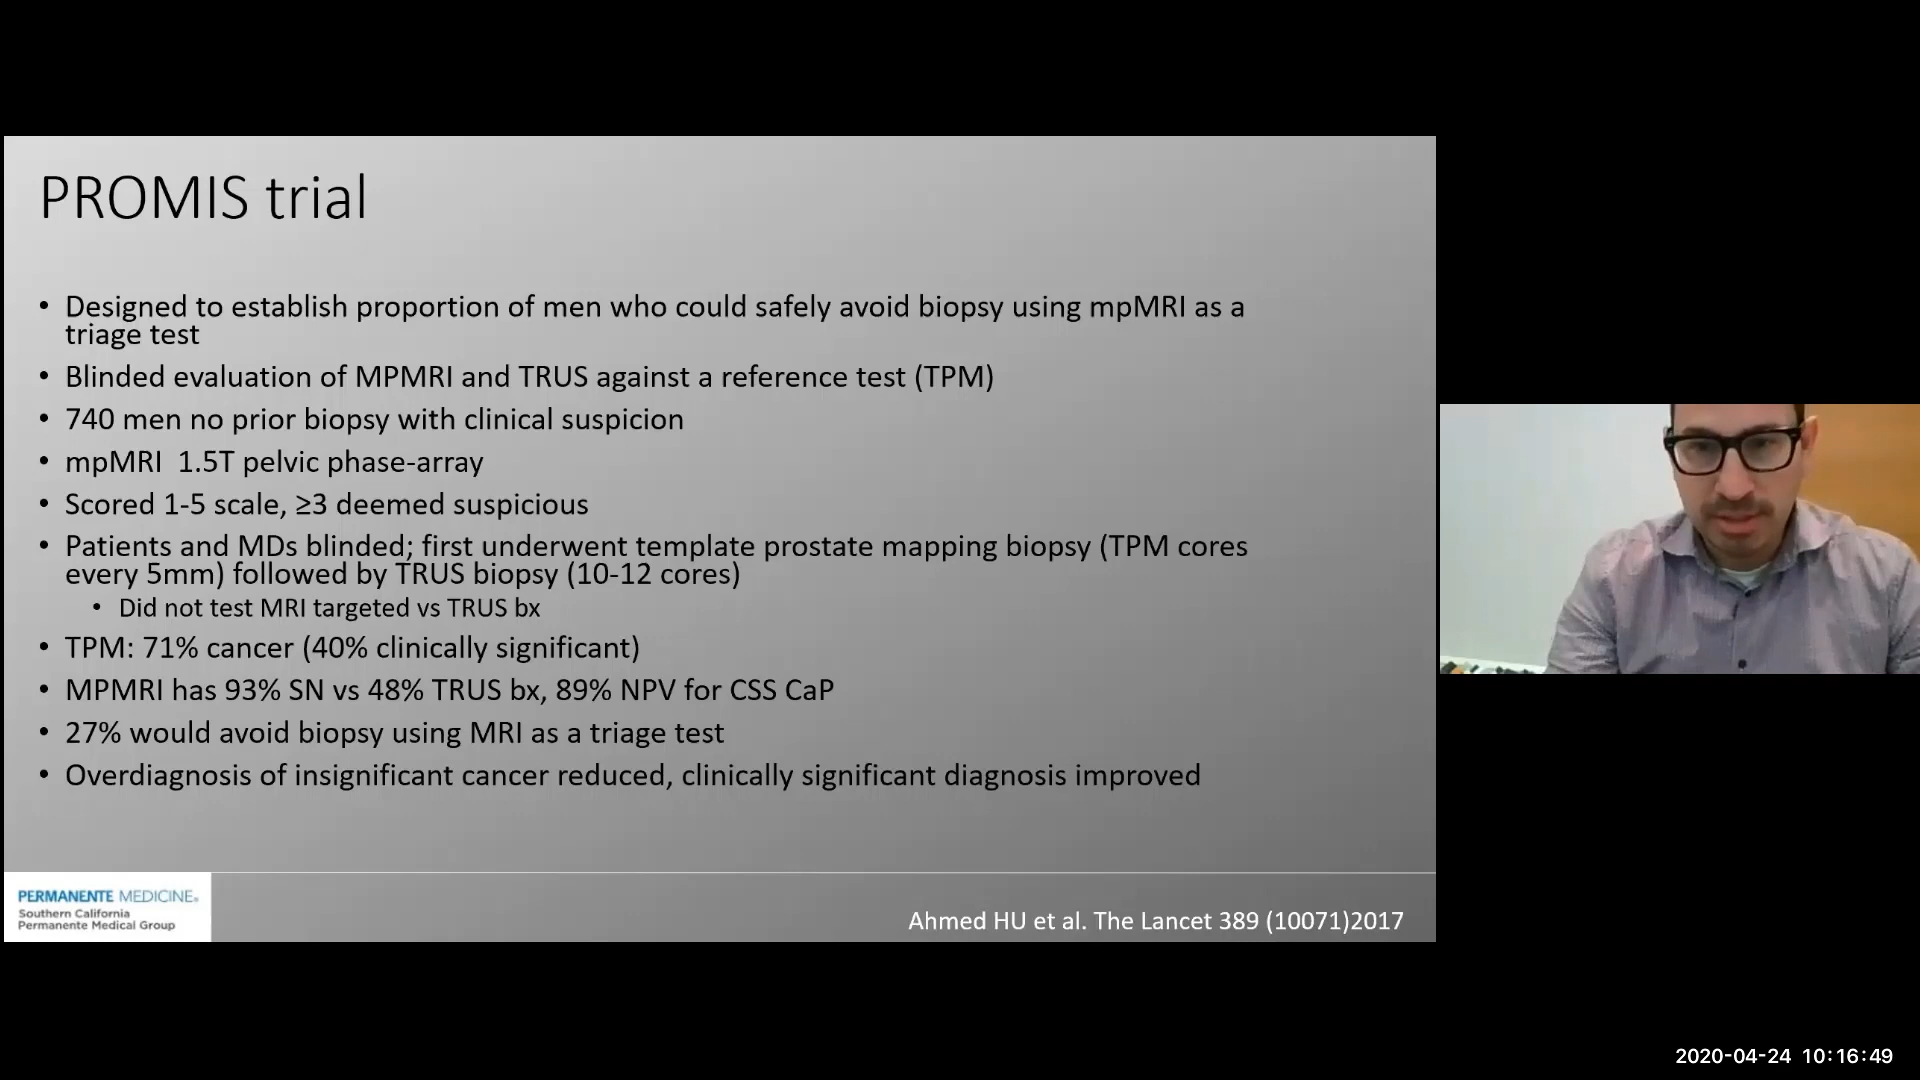 PROMIS trial
• Designed to establish proportion of men who could safely avoid biopsy using mpMRI as a
triage test
• Blinded evaluation of MPMRI and TRUS against a reference test (TPM)
• 740 men no prior biopsy with clinical suspicion
• mpMRI  1.5T pelvic phase-array
• Scored 1-5 scale, ≥3 deemed suspicious
• Patients and MDs blinded; first underwent template prostate mapping biopsy (TPM cores
every 5mm) followed by TRUS biopsy (10-12 cores)
• Did not test MRI targeted vs TRUS bx
• TPM: 71% cancer (40% clinically significant)
• MPMRI has 93% SN vs 48% TRUS bx, 89% NPV for CSS CaP
• 27% would avoid biopsy using MRI as a triage test
• Overdiagnosis of insignificant cancer reduced, clinically significant diagnosis improved
PERMANENTE MEDICINE®
Southern California
Permanente Medical Group
Ahmed HU et al. The Lancet 389 (10071)2017
2020-04-24 10:16:49